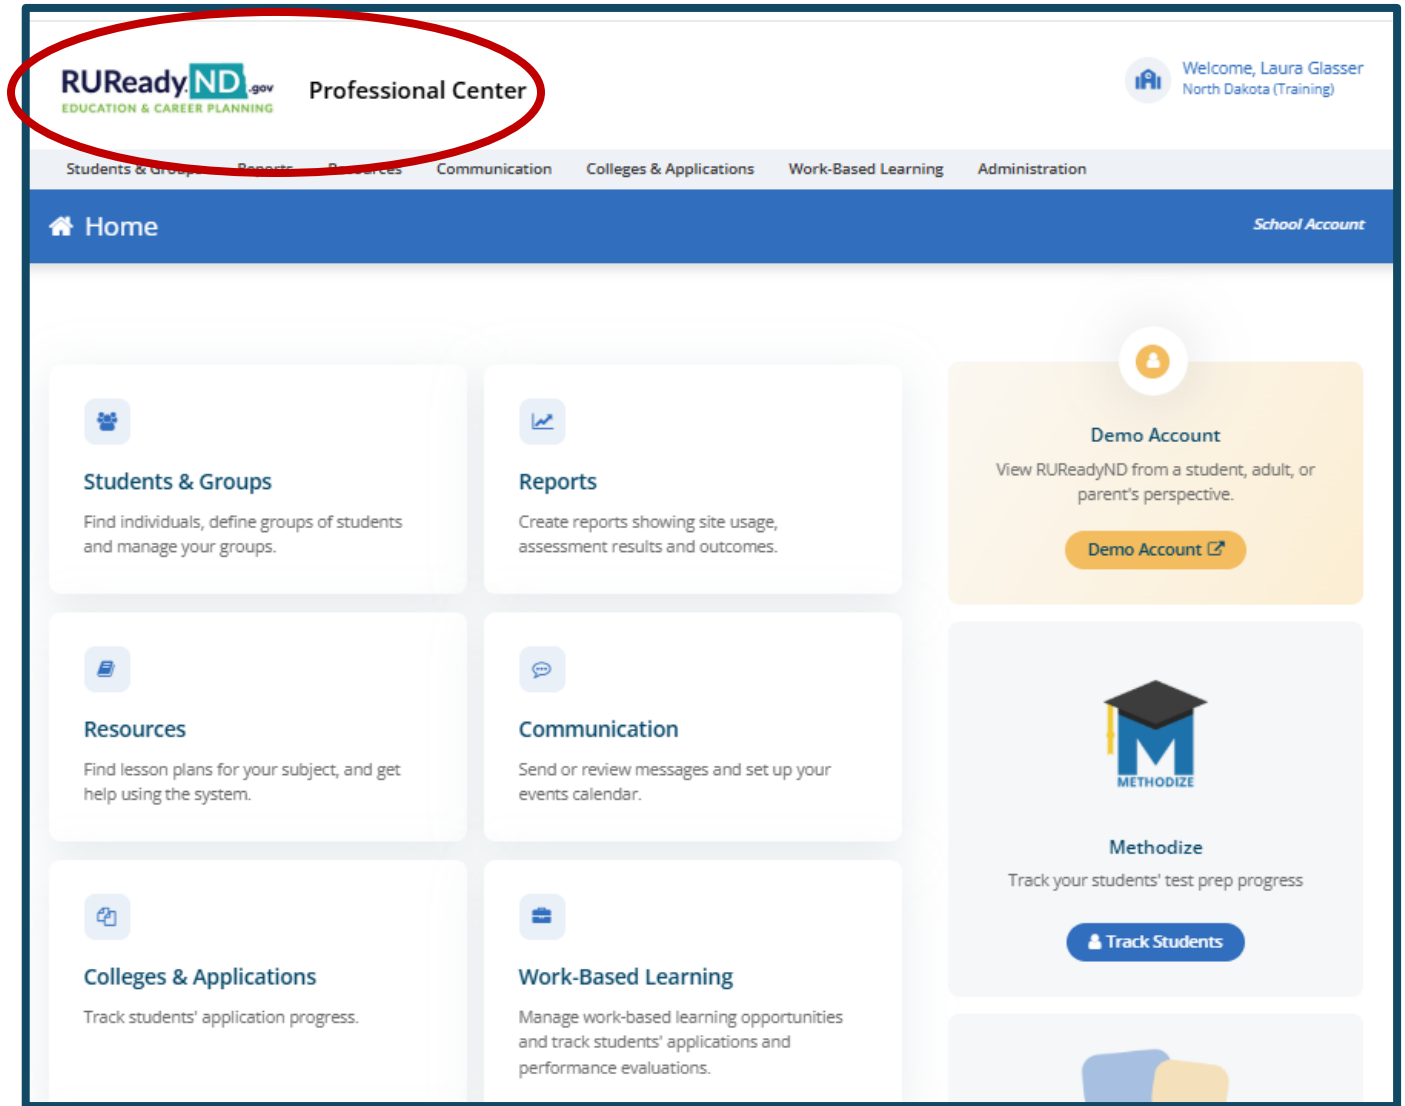 RUReady ND .gov
EDUCATION & CAREER PLANNING
Professional Center
Welcome, Laura Glasser
North Dakota (Training)
Students & Groups Reports Resources Communication Colleges & Applications Work-Based Learning Administration
Home
School Account
Students & Groups
Find individuals, define groups of students
and manage your groups.
Reports
Create reports showing site usage,
assessment results and outcomes.
Demo Account
View RUReadyND from a student, adult, or
parent's perspective.
Demo Account
Resources
Find lesson plans for your subject, and get
help using the system.
Communication
Send or review messages and set up your
events calendar.
METHODIZE
Methodize
Track your students' test prep progress
Track Students
Colleges & Applications
Track students' application progress.
Work-Based Learning
Manage work-based learning opportunities
and track students' applications and
performance evaluations.